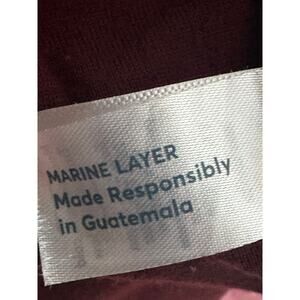 MARINE LAYER
Made Responsibly
in Guatemala